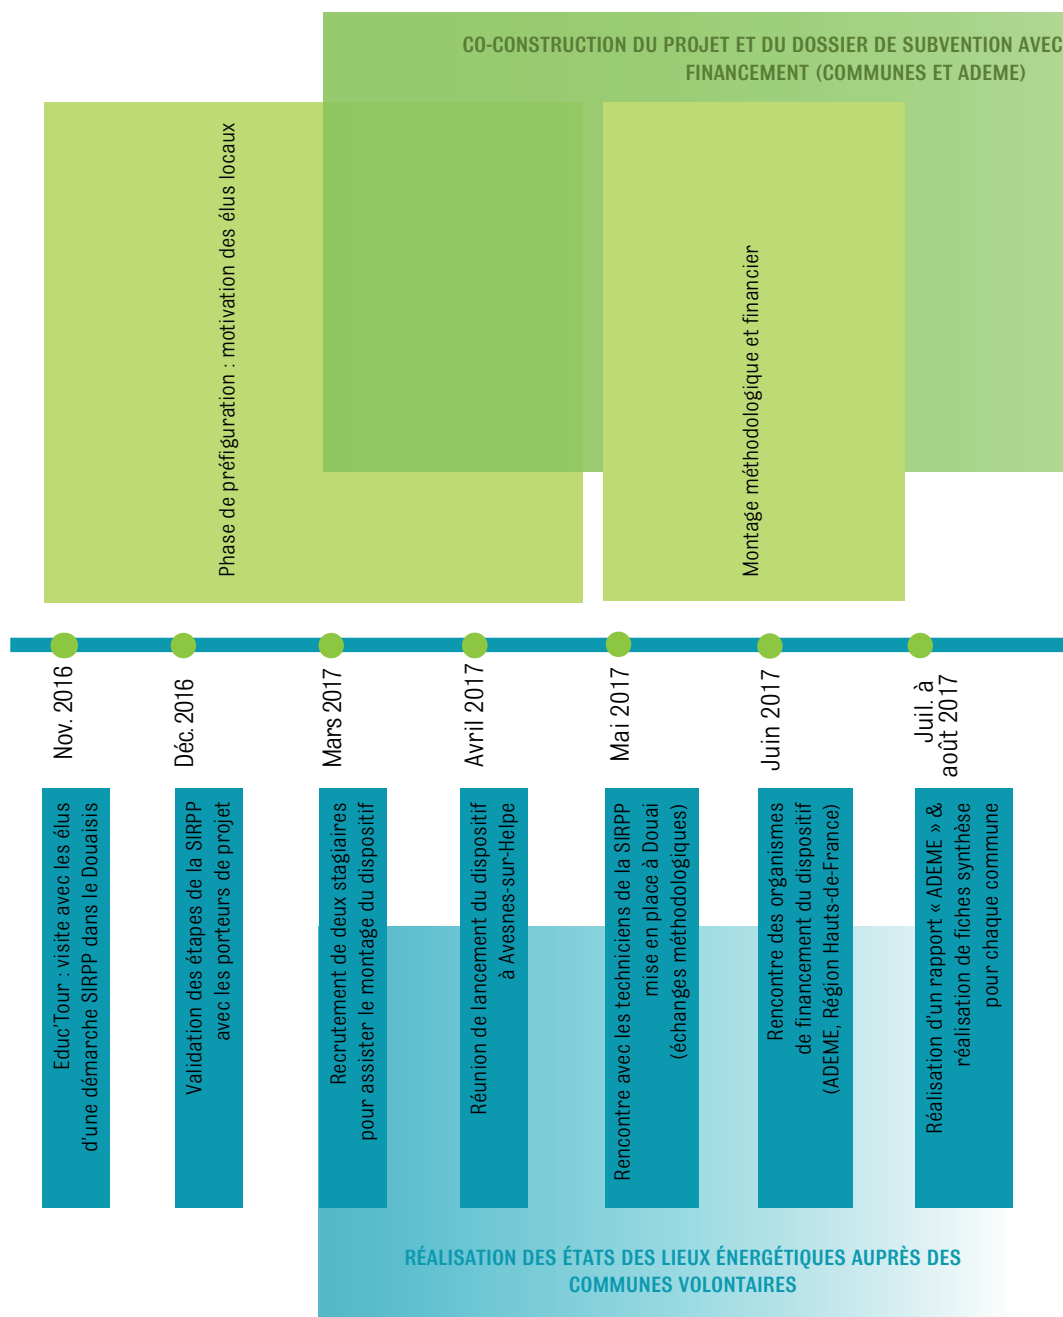 CO-CONSTRUCTION DU PROJET ET DU DOSSIER DE SUBVENTION AVEC
FINANCEMENT (COMMUNES ET ADEME)
Phase de préfiguration : motivation des élus locaux
Montage méthodologique et financier
Nov. 2016
Déc. 2016
Mars 2017
Avril 2017
Mai 2017
Juin 2017
Juil. à
août 2017
Educ'Tour : visite avec les élus
d'une démarche SIRPP dans le Douaisis
Validation des étapes de la SIRPP
avec les porteurs de projet
Recrutement de deux stagiaires
pour assister le montage du dispositif
Réunion de lancement du dispositif
à Avesnes-sur-Helpe
Rencontre avec les techniciens de la SIRPP
mise en place à Douai
(échanges méthodologiques)
Rencontre des organismes
de financement du dispositif
(ADEME, Région Hauts-de-France)
Réalisation d'un rapport « ADEME » &
réalisation de fiches synthèse
pour chaque commune
RÉALISATION DES ÉTATS DES LIEUX ÉNERGÉTIQUES AUPRÈS DES
COMMUNES VOLONTAIRES